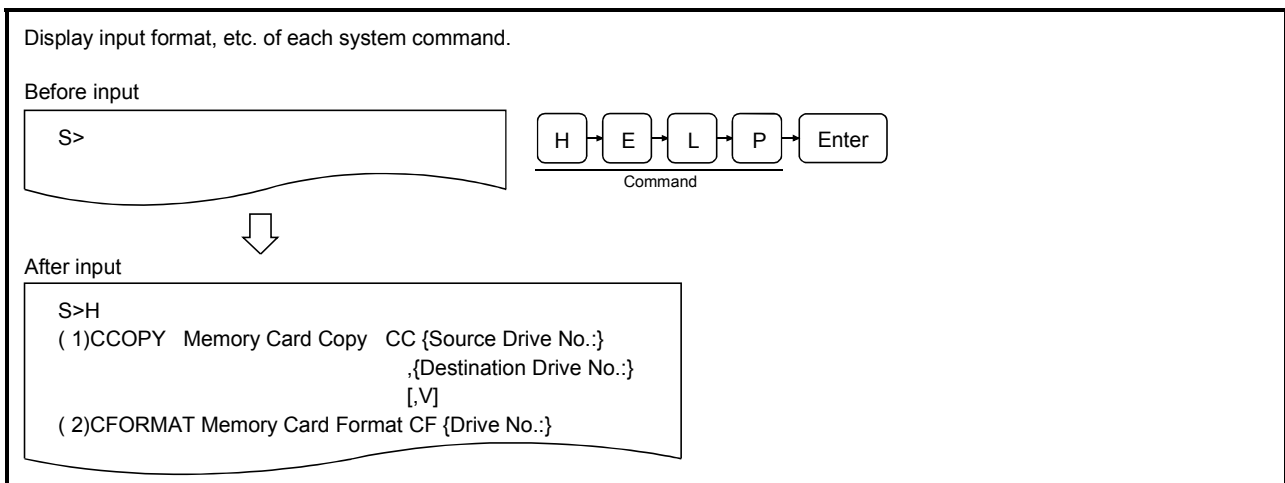 Display input format, etc. of each system command.
Before input
S>
H E L P Enter
Command
After input
S>H
( 1)CCOPY Memory Card Copy CC {Source Drive No.:}
,{Destination Drive No.:}
[,V]
( 2)CFORMAT Memory Card Format CF {Drive No.:}